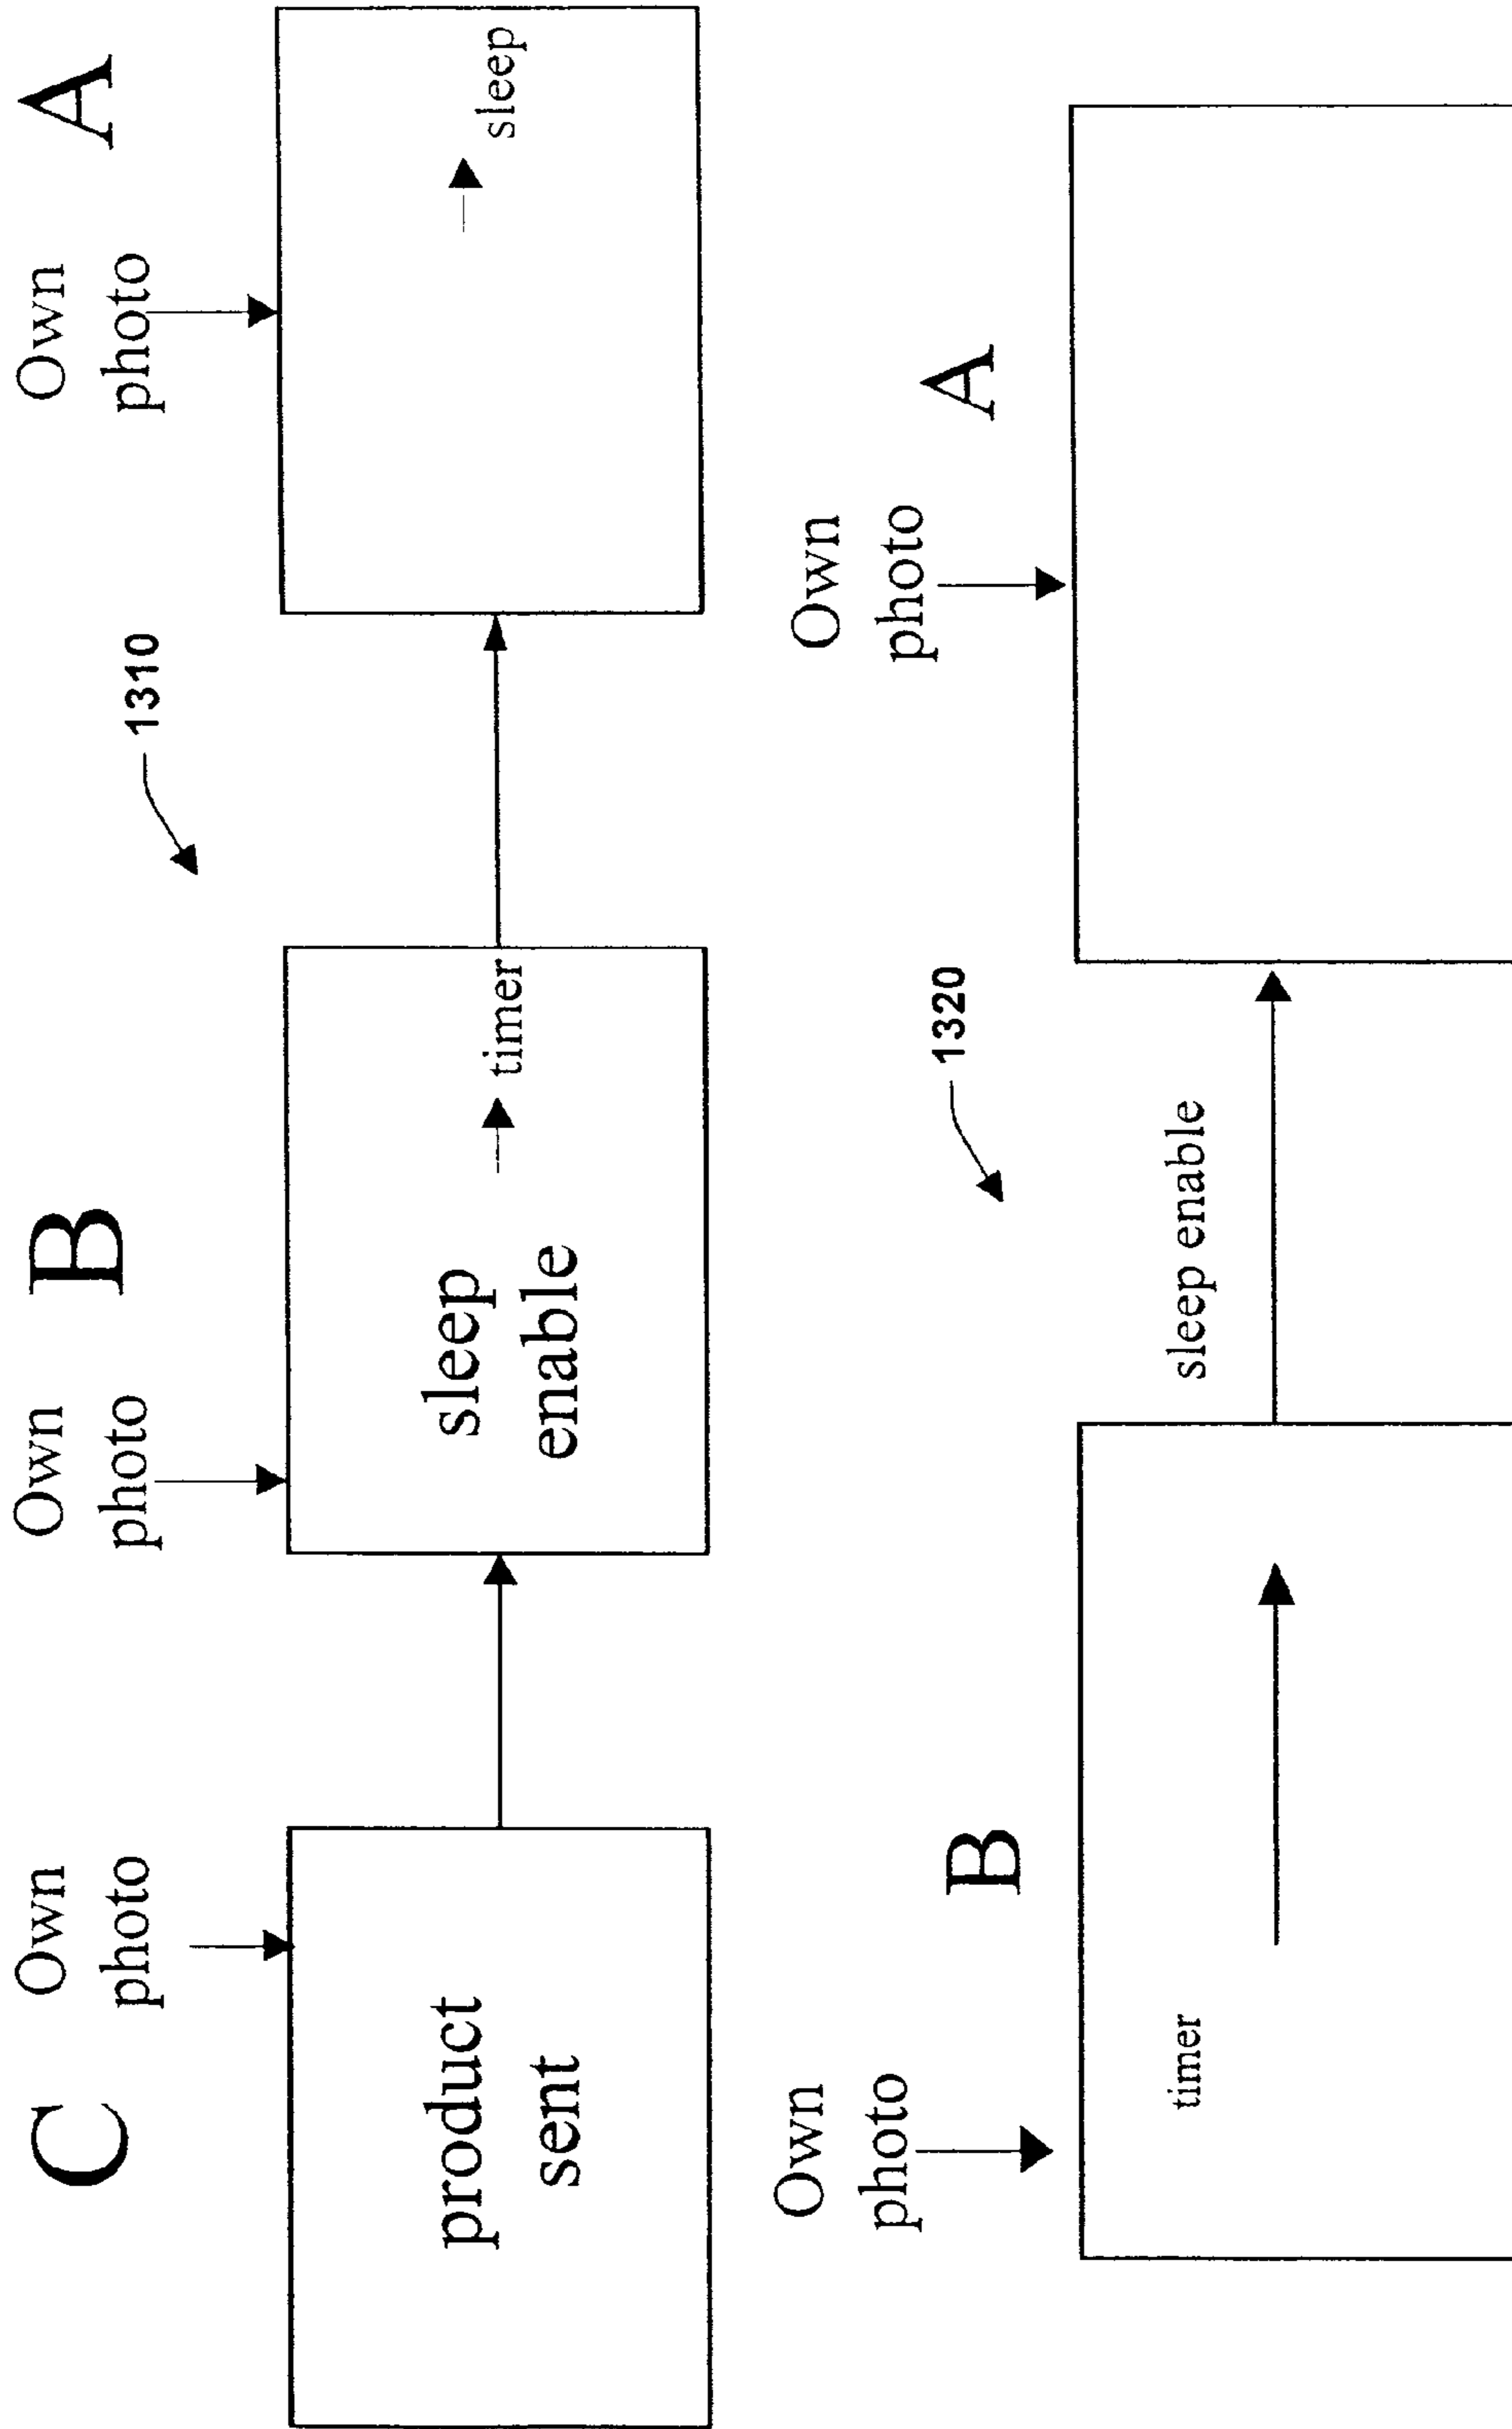 C
Own
photo
product
sent
B
Own
photo
sleep
enable
timer
1310
A
Own
photo
sleep
Own
photo
B
timer
sleep enable
1320
Own
photo
A